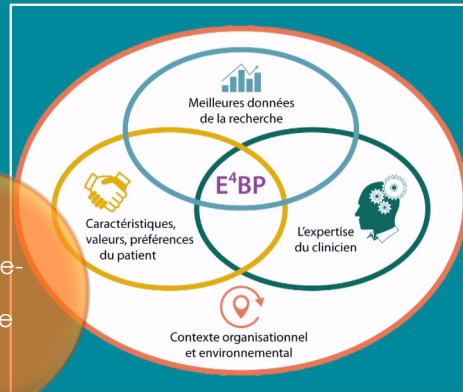 Meilleures données
de la recherche
E⁴BP
Caractéristiques,
valeurs, préférences
du patient
L'expertise
du clinicien
e-
e
Contexte organisationnel
et environnemental